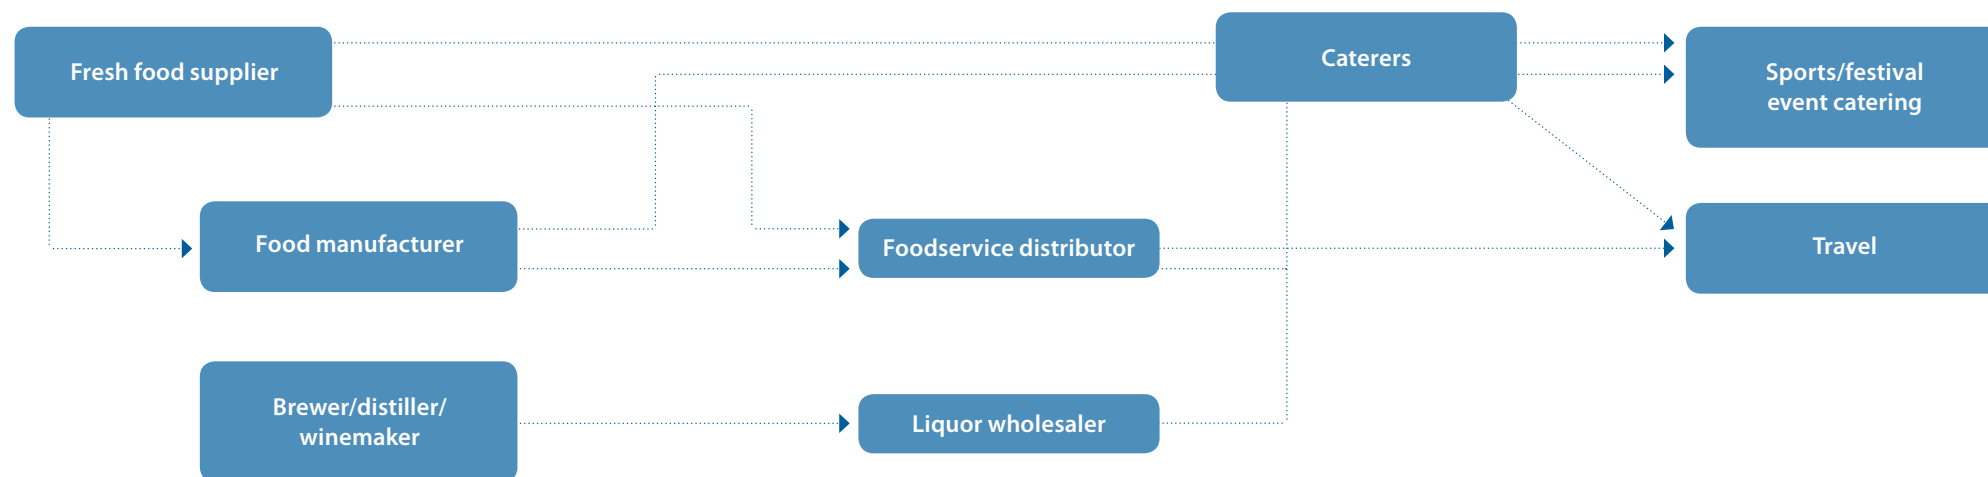 Fresh food supplier
Caterers
Sports/festival
event catering
Food manufacturer
Foodservice distributor
Travel
Brewer/distiller/
winemaker
Liquor wholesaler